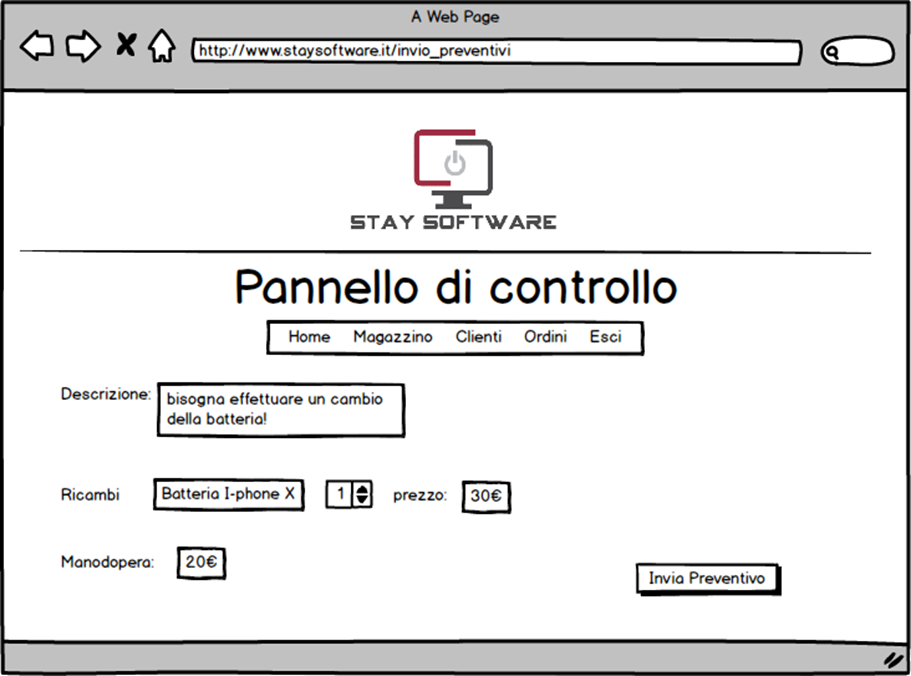 A Web Page
http://www.staysoftware.it/invio_preventivi
STAY SOFTWARE
Pannello di controllo
Home Magazzino Clienti Ordini Esci
Descrizione: bisogna effettuare un cambio
della batteria!
Ricambi Batteria I-phone X 1 prezzo: 30€
Manodopera: 20€
Invia Preventivo